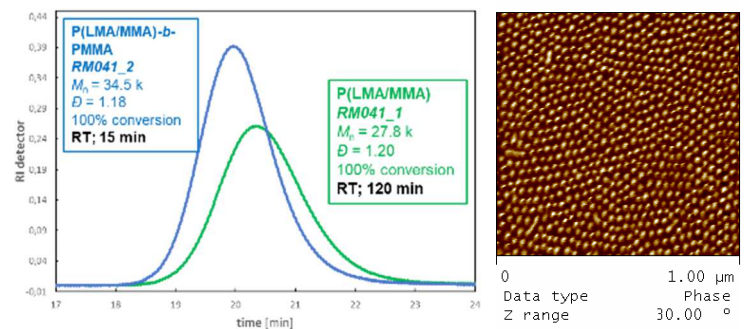 0,44
0,39
0,34
0,29
0,24
0,19
0,14
0,09
0,04
-0,01
RI detector
P(LMA/MMA)-b-
PMMA
RM041_2
Mn = 34.5 k
Đ = 1.18
100% conversion
RT; 15 min
P(LMA/MMA)
RM041_1
Mn = 27.8 k
Đ = 1.20
100% conversion
RT; 120 min
17 18 19 20 21 22 23 24
time [min]
0 1.00 µm
Data type Phase
Z range 30.00 º